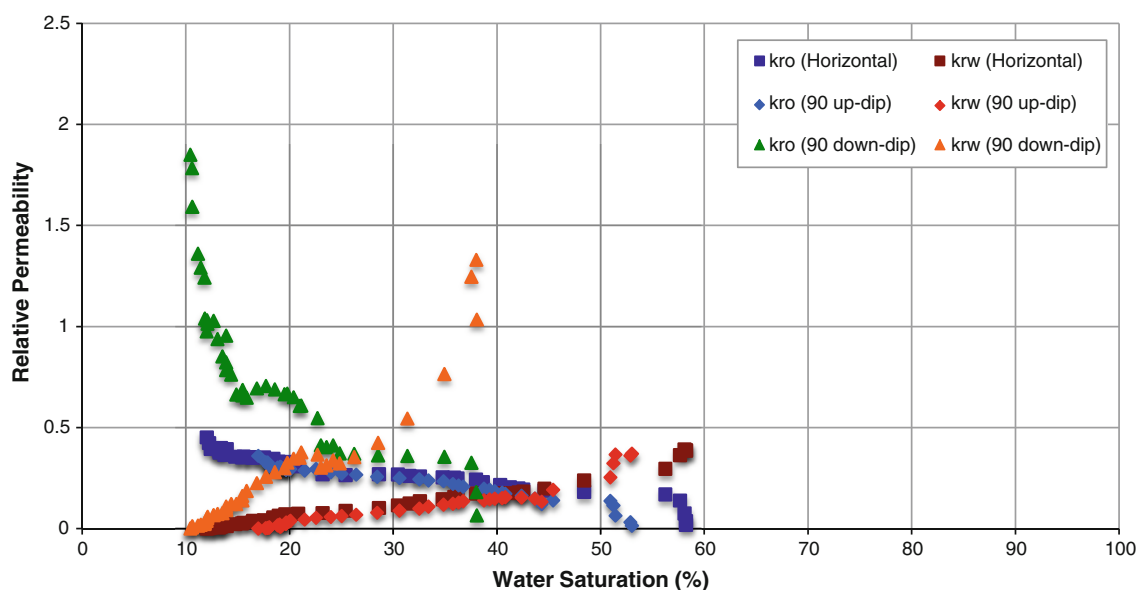 2.5
2
1.5
1
0.5
0
Relative Permeability
kro (Horizontal) krw (Horizontal)
kro (90 up-dip) krw (90 up-dip)
kro (90 down-dip) krw (90 down-dip)
0 10 20 30 40 50 60 70 80 90 100
Water Saturation (%)